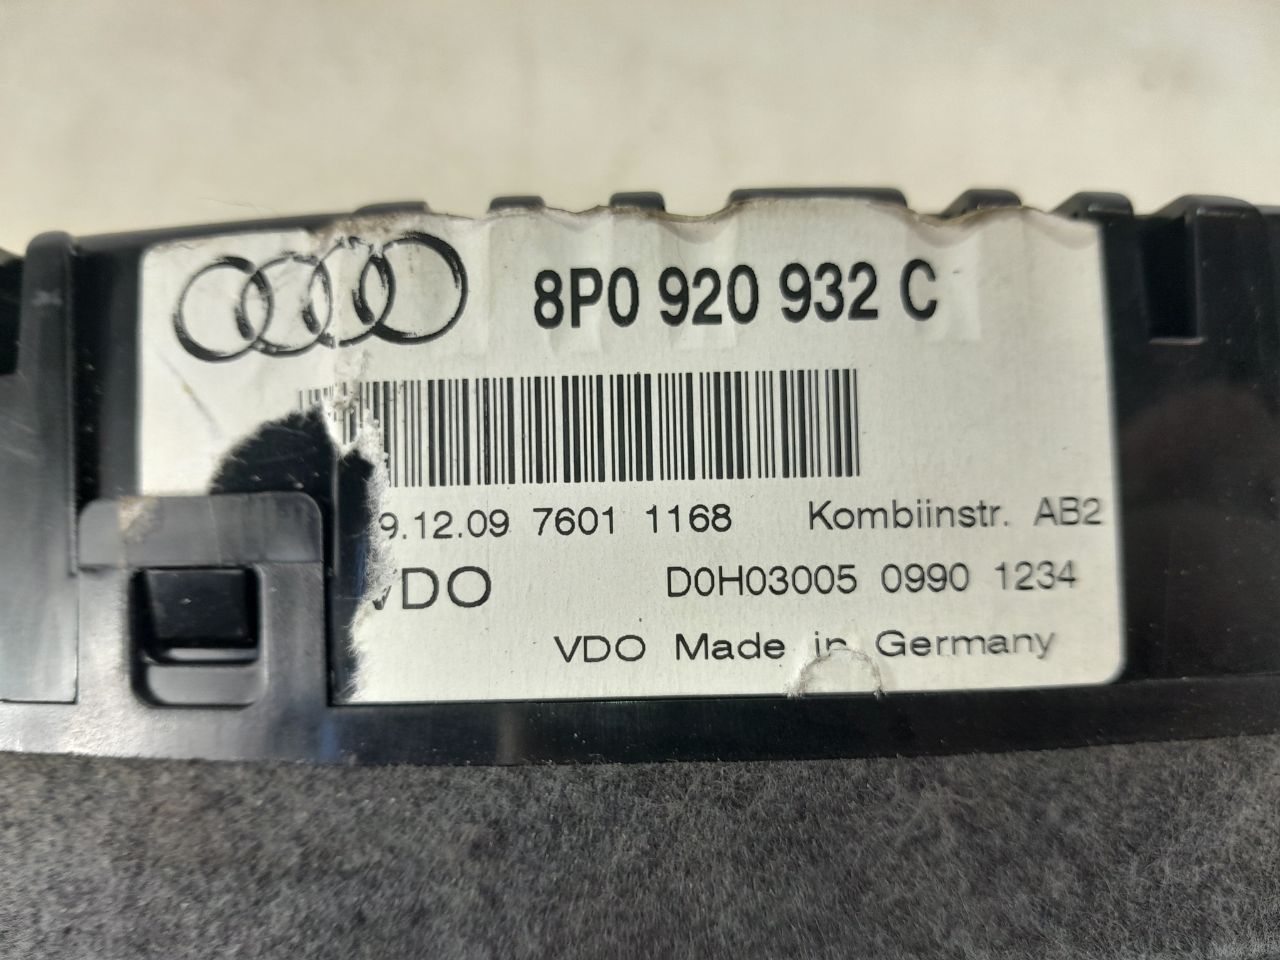 8P0 920 932 C
9.12.09 7601 1168 Kombiinstr. AB2
VDO D0H03005 0990 1234
VDO Made in Germany